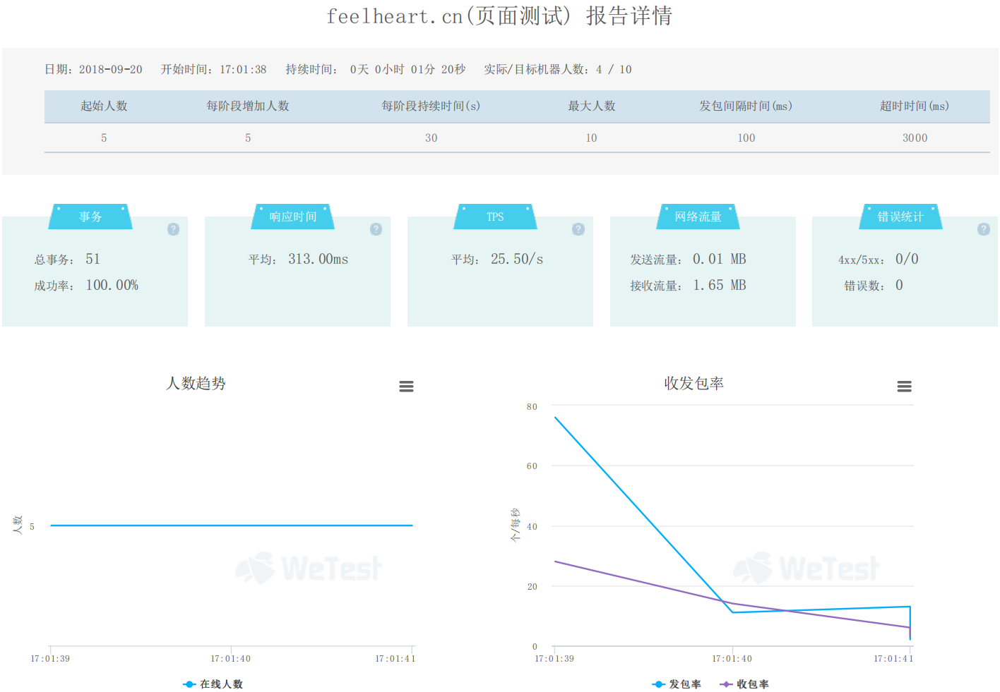 feelheart.cn(页面测试) 报告详情
日期：2018-09-20 开始时间：17:01:38 持续时间： 0天 0小时 01分 20秒 实际/目标机器人数：4 / 10
起始人数 每阶段增加人数 每阶段持续时间(s) 最大人数 发包间隔时间(ms) 超时时间(ms)
5 5 30 10 100 3000
事务 响应时间 TPS 网络流量 错误统计
? ? ? ?
总事务： 51 平均： 313.00ms 平均： 25.50/s 发送流量： 0.01 MB 4xx/5xx： 0/0
成功率： 100.00% 接收流量： 1.65 MB 错误数： 0
人数趋势
人数
5
WeTest
17:01:39 17:01:40 17:01:41
在线人数
收发包率
个/每秒
80
60
40
20
0
WeTest
17:01:39 17:01:40 17:01:41
发包率 收包率